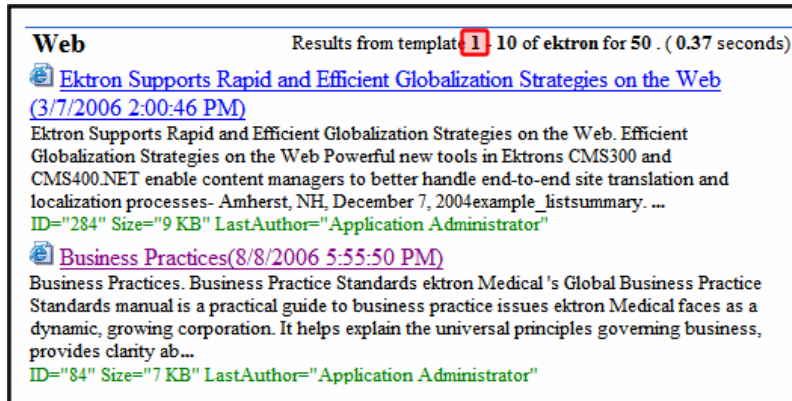 Web Results from template 1 - 10 of ektron for 50 . ( 0.37 seconds)
Ektron Supports Rapid and Efficient Globalization Strategies on the Web
(3/7/2006 2:00:46 PM)
Ektron Supports Rapid and Efficient Globalization Strategies on the Web. Efficient
Globalization Strategies on the Web Powerful new tools in Ektrons CMS300 and
CMS400.NET enable content managers to better handle end-to-end site translation and
localization processes- Amherst, NH, December 7, 2004example_listsummary. ...
ID="284" Size="9 KB" LastAuthor="Application Administrator"
Business Practices(8/8/2006 5:55:50 PM)
Business Practices. Business Practice Standards ektron Medical 's Global Business Practice
Standards manual is a practical guide to business practice issues ektron Medical faces as a
dynamic, growing corporation. It helps explain the universal principles governing business,
provides clarity ab...
ID="84" Size="7 KB" LastAuthor="Application Administrator"